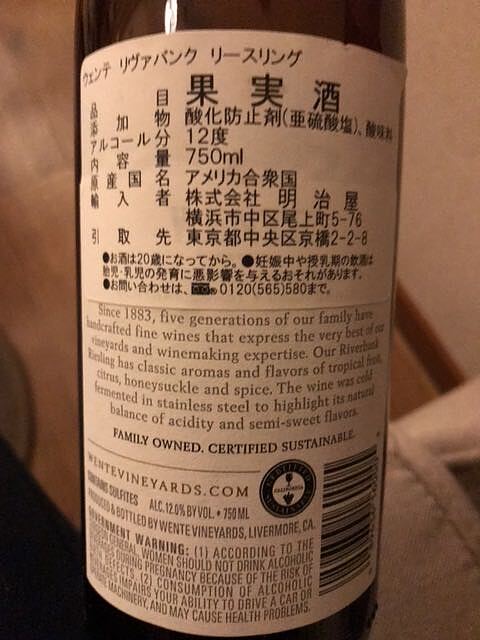 ウェンテ リヴァバンク リースリング
品目 果実酒
添加物 酸化防止剤(亜硫酸塩)、酸味料
アルコール分 12度
内容量 750ml
原産国名 アメリカ合衆国
輸入者 株式会社 明治屋
横浜市中区尾上町5-76
引取先 東京都中央区京橋2-2-8
●お酒は20歳になってから。●妊娠中や授乳期の飲酒は
胎児・乳児の発育に悪影響を与えるおそれがあります。
●お問い合わせは、0120(565)580まで。
Since 1883, five generations of our family have
handcrafted fine wines that express the very best of our
vineyards and winemaking expertise. Our Riverbank
Riesling has classic aromas and flavors of tropical fruit,
citrus, honeysuckle and spice. The wine was cold
fermented in stainless steel to highlight its natural
balance of acidity and semi-sweet flavors.
FAMILY OWNED. CERTIFIED SUSTAINABLE.
WENTEVINEYARDS.COM
CONTAINS SULFITES ALC.12.0% BY VOL. • 750 ML
PRODUCED & BOTTLED BY WENTE VINEYARDS, LIVERMORE, CA.
CERTIFIED
CALIFORNIA
SUSTAINABLE
GOVERNMENT WARNING: (1) ACCORDING TO THE
SURGEON GENERAL, WOMEN SHOULD NOT DRINK ALCOHOLIC
BEVERAGES DURING PREGNANCY BECAUSE OF THE RISK OF
BIRTH DEFECTS. (2) CONSUMPTION OF ALCOHOLIC
BEVERAGES IMPAIRS YOUR ABILITY TO DRIVE A CAR OR
OPERATE MACHINERY, AND MAY CAUSE HEALTH PROBLEMS.